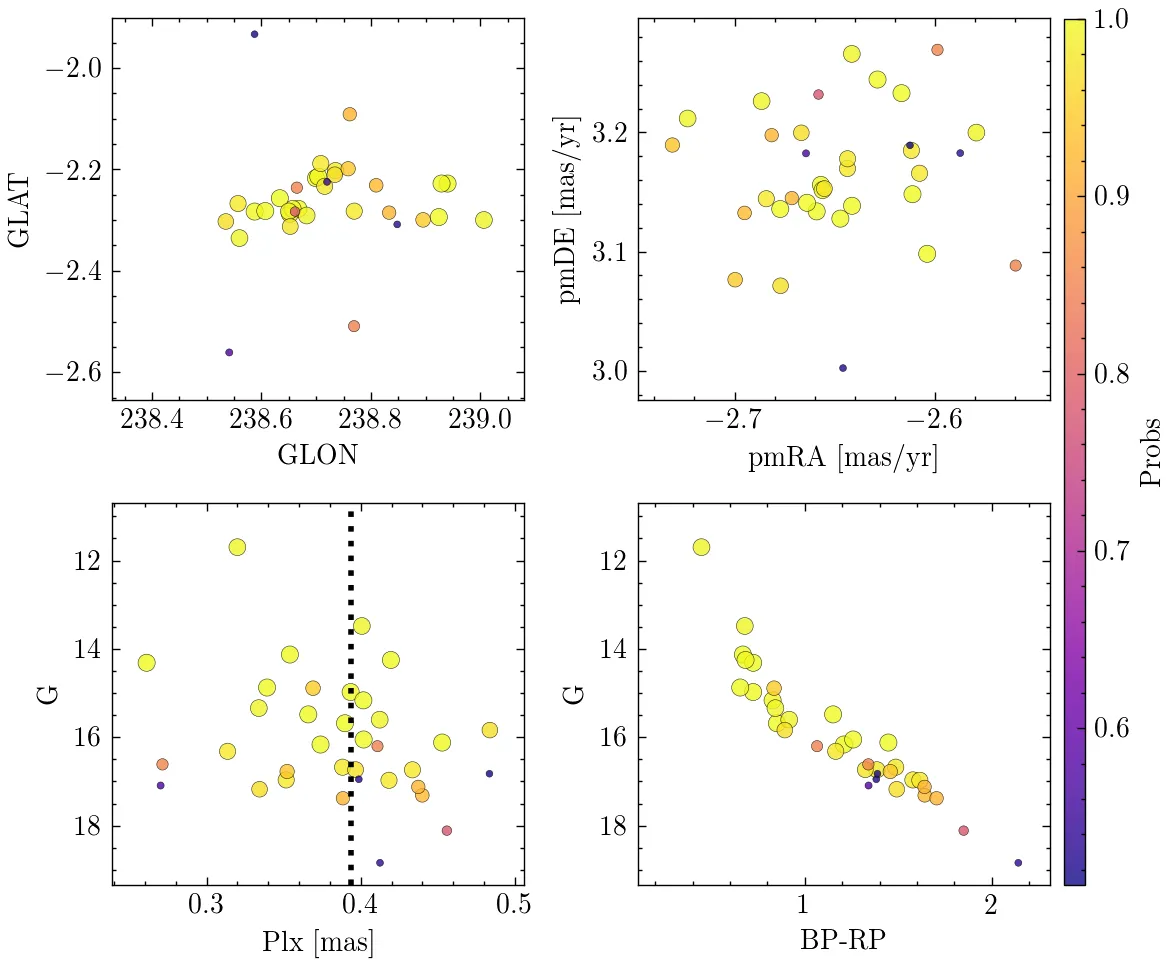 −2.0
−2.2
−2.4
−2.6
GLAT
238.4 238.6 238.8 239.0
GLON
3.2
3.1
3.0
pmDE [mas/yr]
−2.7 −2.6
pmRA [mas/yr]
1.0
0.9
0.8
0.7
0.6
Probs
12
14
16
18
G
0.3 0.4 0.5
Plx [mas]
12
14
16
18
G
1 2
BP-RP